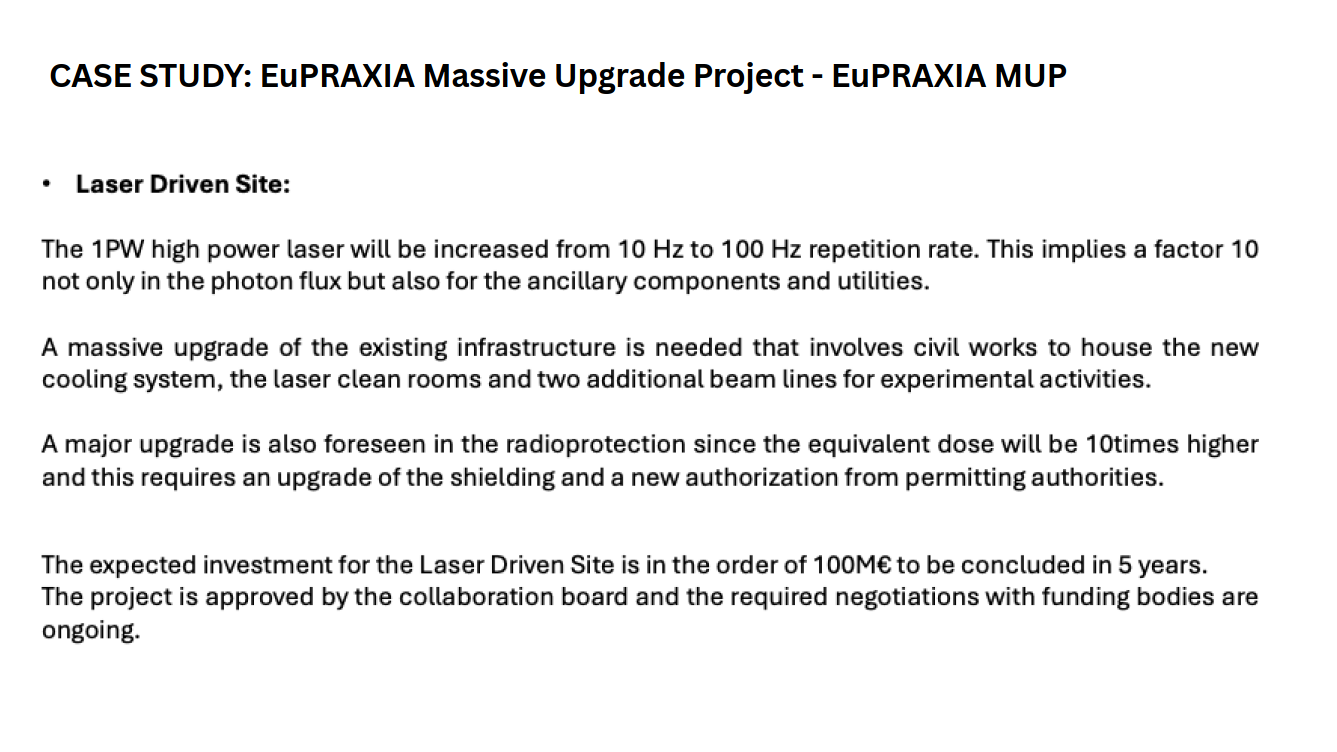 CASE STUDY: EuPRAXIA Massive Upgrade Project - EuPRAXIA MUP
• Laser Driven Site:
The 1PW high power laser will be increased from 10 Hz to 100 Hz repetition rate. This implies a factor 10
not only in the photon flux but also for the ancillary components and utilities.
A massive upgrade of the existing infrastructure is needed that involves civil works to house the new
cooling system, the laser clean rooms and two additional beam lines for experimental activities.
A major upgrade is also foreseen in the radioprotection since the equivalent dose will be 10times higher
and this requires an upgrade of the shielding and a new authorization from permitting authorities.
The expected investment for the Laser Driven Site is in the order of 100M€ to be concluded in 5 years.
The project is approved by the collaboration board and the required negotiations with funding bodies are
ongoing.